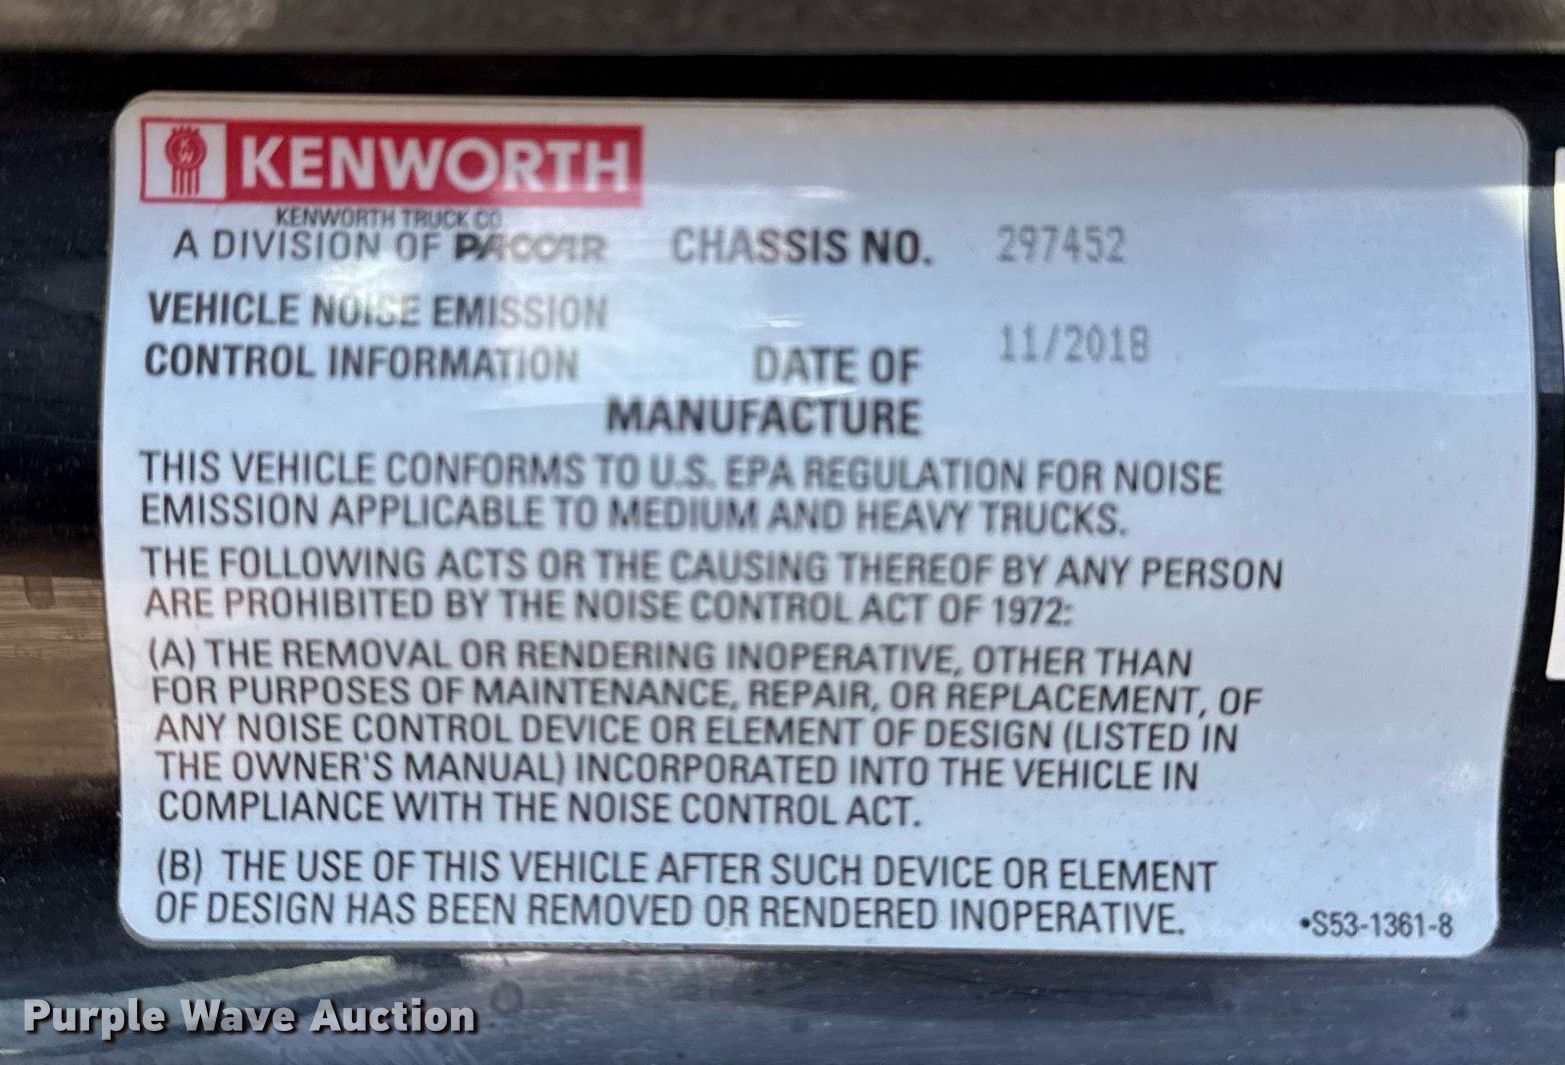 KENWORTH
KENWORTH TRUCK CO.
A DIVISION OF PACCAR
CHASSIS NO. 297452
VEHICLE NOISE EMISSION
CONTROL INFORMATION
DATE OF 11/2018
MANUFACTURE
THIS VEHICLE CONFORMS TO U.S. EPA REGULATION FOR NOISE
EMISSION APPLICABLE TO MEDIUM AND HEAVY TRUCKS.
THE FOLLOWING ACTS OR THE CAUSING THEREOF BY ANY PERSON
ARE PROHIBITED BY THE NOISE CONTROL ACT OF 1972:
(A) THE REMOVAL OR RENDERING INOPERATIVE, OTHER THAN
FOR PURPOSES OF MAINTENANCE, REPAIR, OR REPLACEMENT, OF
ANY NOISE CONTROL DEVICE OR ELEMENT OF DESIGN (LISTED IN
THE OWNER'S MANUAL) INCORPORATED INTO THE VEHICLE IN
COMPLIANCE WITH THE NOISE CONTROL ACT.
(B) THE USE OF THIS VEHICLE AFTER SUCH DEVICE OR ELEMENT
OF DESIGN HAS BEEN REMOVED OR RENDERED INOPERATIVE.
•S53-1361-8
Purple Wave Auction